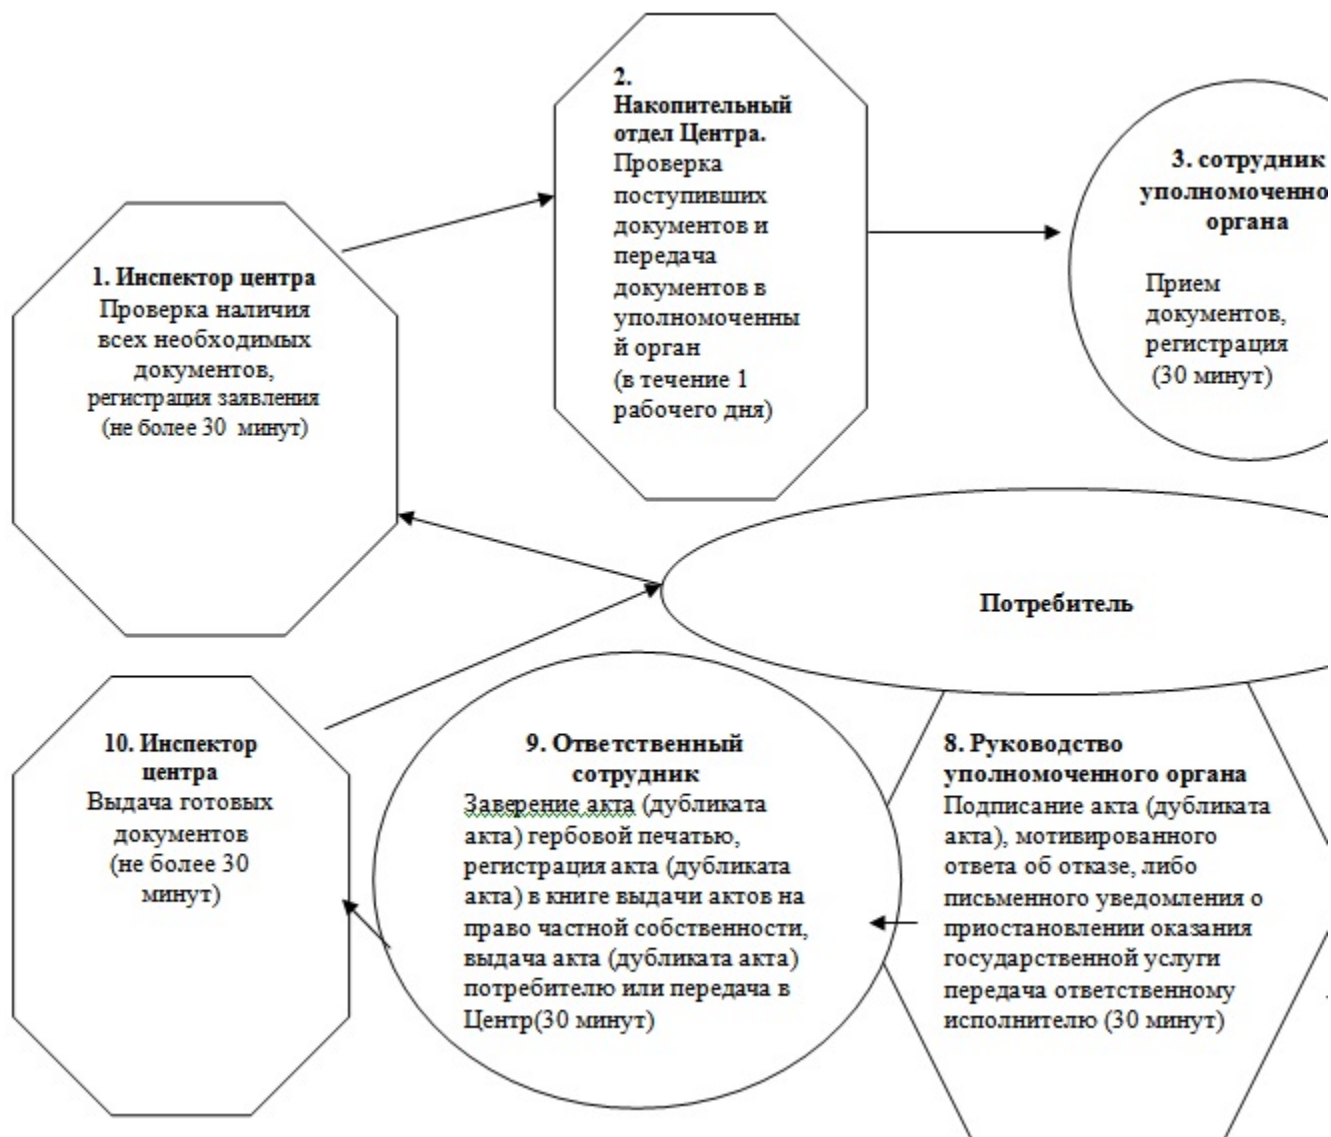 1. Инспектор центра
Проверка наличия
всех необходимых
документов,
регистрация заявления
(не более 30 минут)
2.
Накопительный
отдел Центра.
Проверка
поступивших
документов и
передача
документов в
уполномоченны
й орган
(в течение 1
рабочего дня)
3. сотрудник
уполномоченно
органа
Прием
документов,
регистрация
(30 минут)
Потребитель
10. Инспектор
центра
Выдача готовых
документов
(не более 30
минут)
9. Ответственный
сотрудник
Заверение акта (дубликата
акта) гербовой печатью,
регистрация акта (дубликата
акта) в книге выдачи актов на
право частной собственности,
выдача акта (дубликата акта)
потребителю или передача в
Центр(30 минут)
8. Руководство
уполномоченного органа
Подписание акта (дубликата
акта), мотивированного
ответа об отказе, либо
письменного уведомления о
приостановлении оказания
государственной услуги
передача ответственному
исполнителю (30 минут)